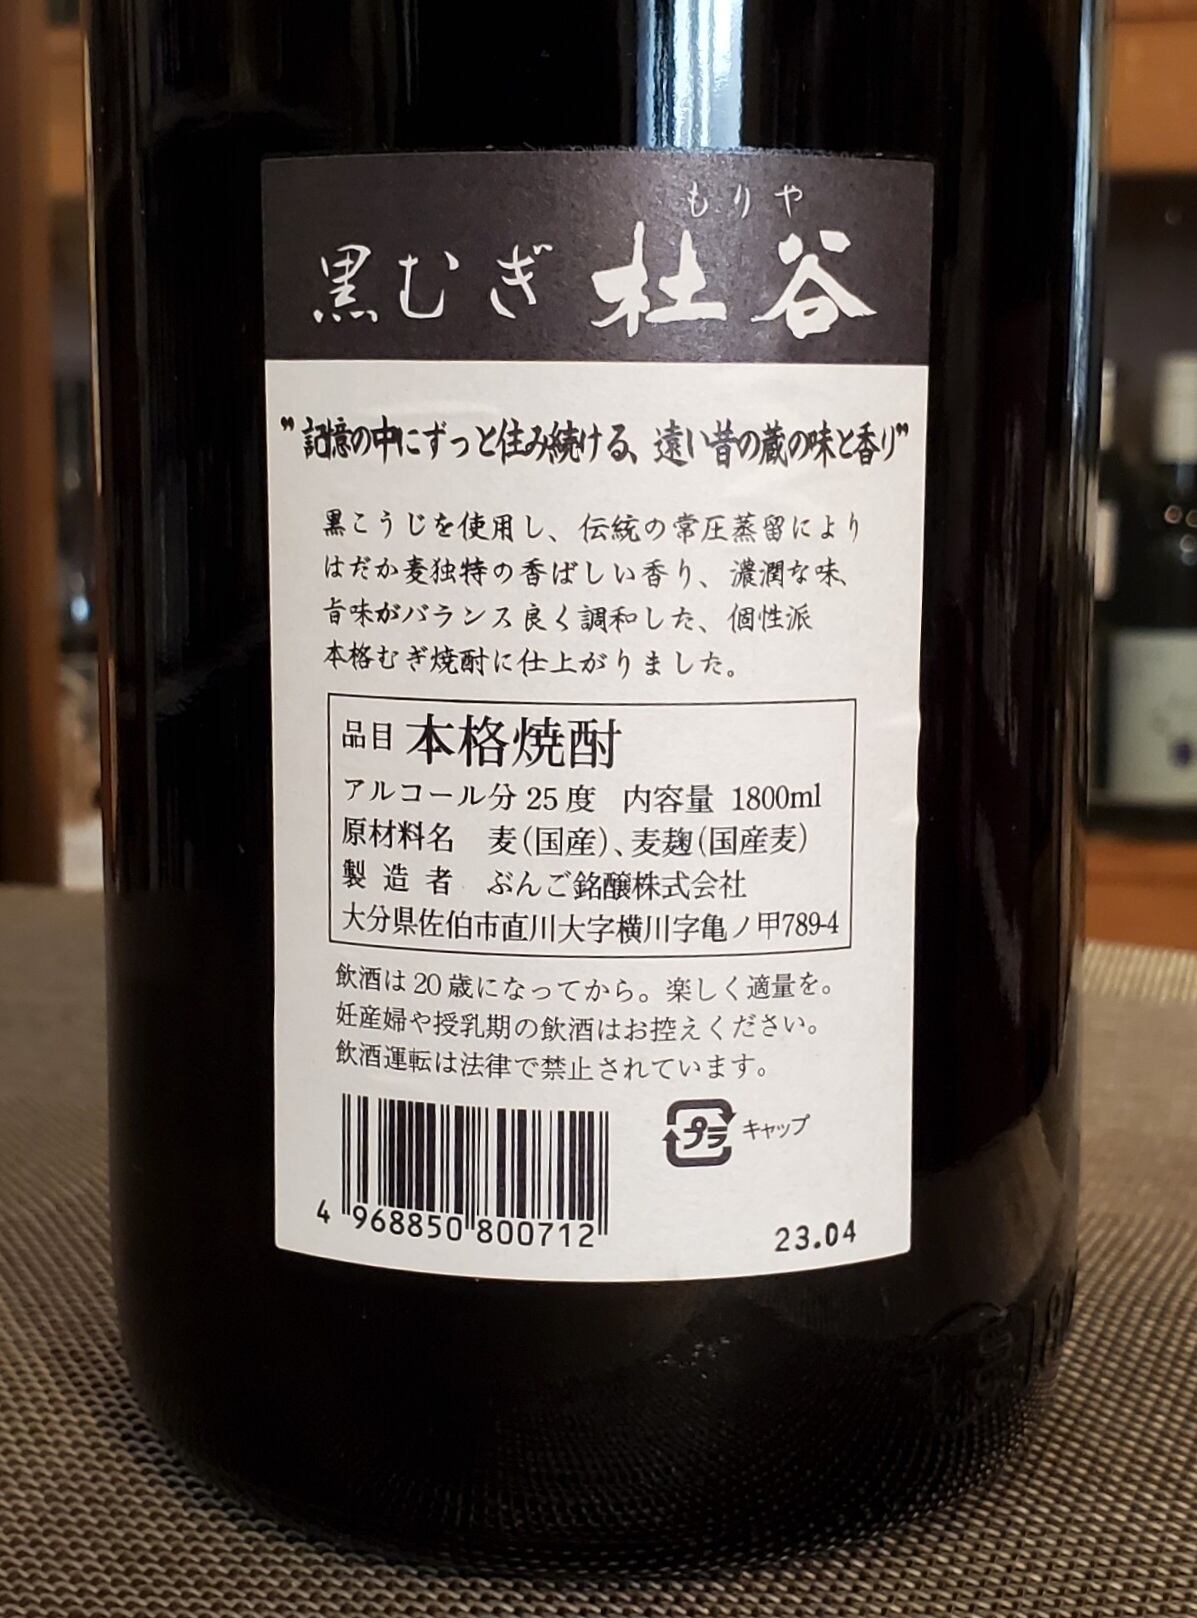 もりや
黒むぎ 杜谷
"記憶の中にずっと住み続ける、遠い昔の蔵の味と香り"
黒こうじを使用し、伝統の常圧蒸留により
はだか麦独特の香ばしい香り、濃潤な味、
旨味がバランス良く調和した、個性派
本格むぎ焼酎に仕上がりました。
品目 本格焼酎
アルコール分 25度 内容量 1800ml
原材料名 麦(国産)、麦麹(国産麦)
製造者 ぶんご銘醸株式会社
大分県佐伯市直川大字横川字亀ノ甲789-4
飲酒は20歳になってから。楽しく適量を。
妊産婦や授乳期の飲酒はお控えください。
飲酒運転は法律で禁止されています。
プラ キャップ
4 968850 800712
23.04